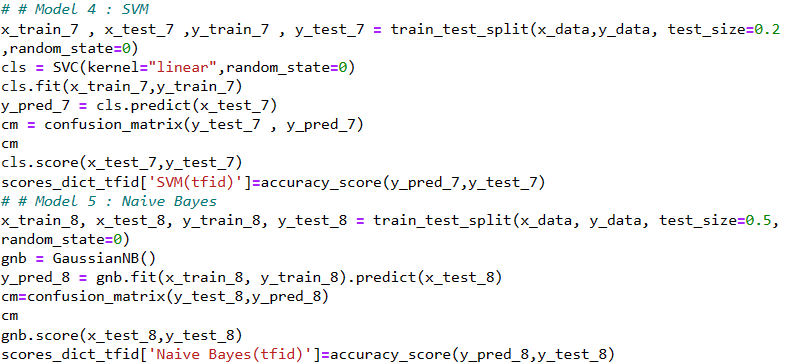 # # Model 4 : SVM
x_train_7 , x_test_7 ,y_train_7 , y_test_7 = train_test_split(x_data,y_data, test_size=0.2
,random_state=0)
cls = SVC(kernel="linear",random_state=0)
cls.fit(x_train_7,y_train_7)
y_pred_7 = cls.predict(x_test_7)
cm = confusion_matrix(y_test_7 , y_pred_7)
cm
cls.score(x_test_7,y_test_7)
scores_dict_tfid['SVM(tfid)']=accuracy_score(y_pred_7,y_test_7)
# # Model 5 : Naive Bayes
x_train_8, x_test_8, y_train_8, y_test_8 = train_test_split(x_data, y_data, test_size=0.5,
random_state=0)
gnb = GaussianNB()
y_pred_8 = gnb.fit(x_train_8, y_train_8).predict(x_test_8)
cm=confusion_matrix(y_test_8,y_pred_8)
cm
gnb.score(x_test_8,y_test_8)
scores_dict_tfid['Naive Bayes(tfid)']=accuracy_score(y_pred_8,y_test_8)